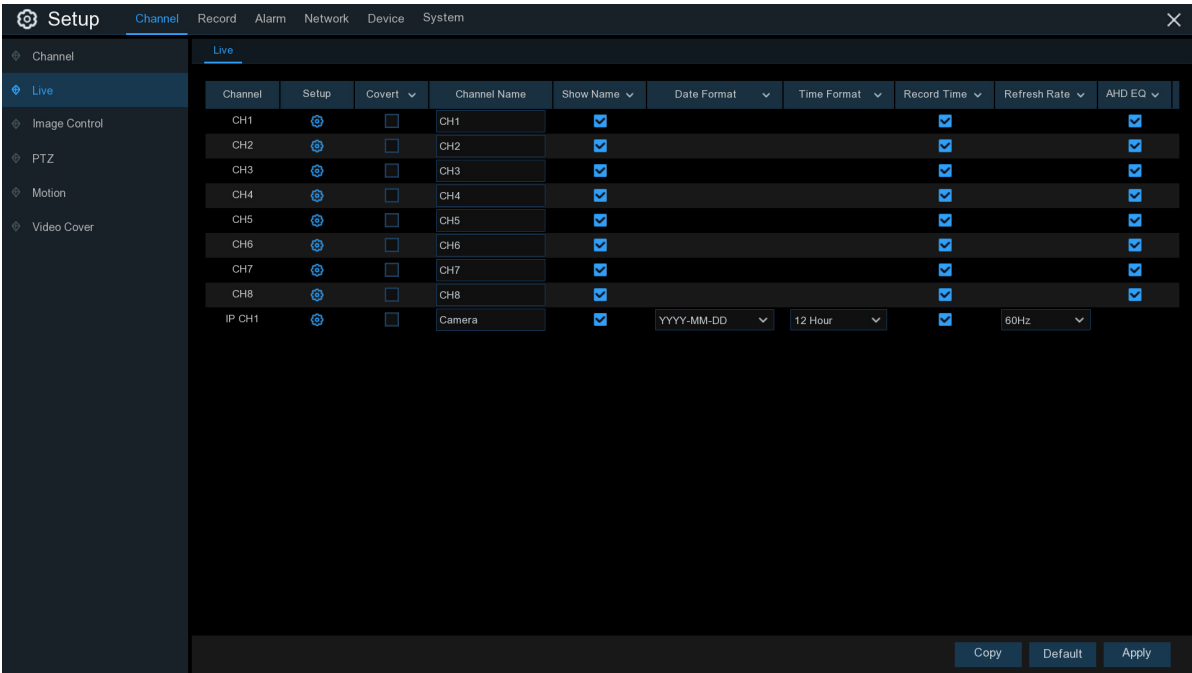 Setup Channel Record Alarm Network Device System
Channel
Live
Image Control
PTZ
Motion
Video Cover
Live
Channel Setup Covert Channel Name Show Name Date Format Time Format Record Time Refresh Rate AHD EQ
CH1 CH1
CH2 CH2
CH3 CH3
CH4 CH4
CH5 CH5
CH6 CH6
CH7 CH7
CH8 CH8
IP CH1 Camera YYYY-MM-DD 12 Hour 60Hz
Copy Default Apply